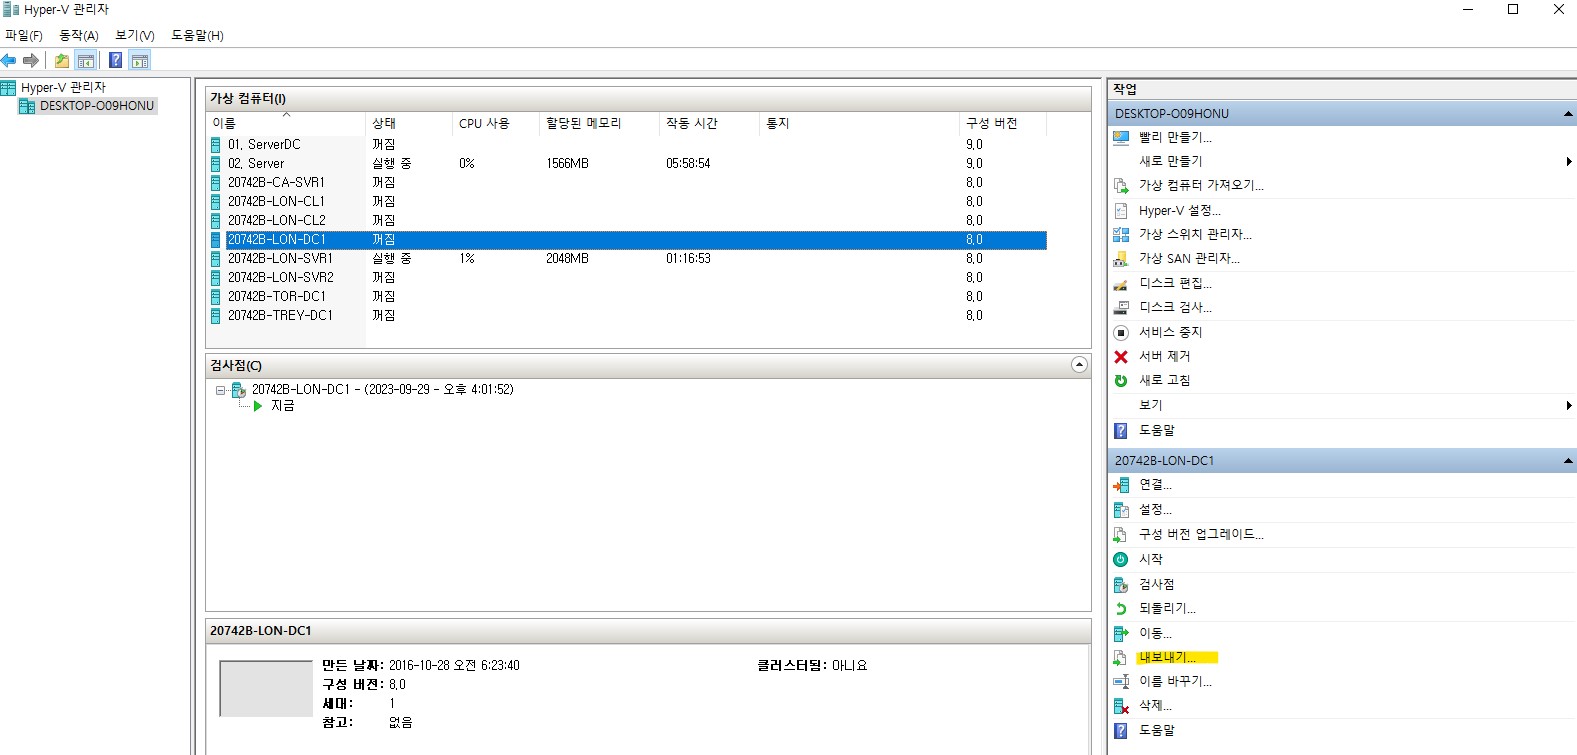 Hyper-V 관리자
파일(F) 동작(A) 보기(V) 도움말(H)
Hyper-V 관리자
DESKTOP-O09HONU
가상 컴퓨터(I)
이름 상태 CPU 사용 할당된 메모리 작동 시간 통지 구성 버전
01. ServerDC 꺼짐 9.0
02. Server 실행 중 0% 1566MB 05:58:54 9.0
20742B-CA-SVR1 꺼짐 8.0
20742B-LON-CL1 꺼짐 8.0
20742B-LON-CL2 꺼짐 8.0
20742B-LON-DC1 꺼짐 8.0
20742B-LON-SVR1 실행 중 1% 2048MB 01:16:53 8.0
20742B-LON-SVR2 꺼짐 8.0
20742B-TOR-DC1 꺼짐 8.0
20742B-TREY-DC1 꺼짐 8.0
검사점(C)
20742B-LON-DC1 - (2023-09-29 - 오후 4:01:52)
지금
20742B-LON-DC1
만든 날짜: 2016-10-28 오전 6:23:40 클러스터됨: 아니요
구성 버전: 8.0
세대: 1
참고: 없음
작업
DESKTOP-O09HONU
빨리 만들기...
새로 만들기
가상 컴퓨터 가져오기...
Hyper-V 설정...
가상 스위치 관리자...
가상 SAN 관리자...
디스크 편집...
디스크 검사...
서비스 중지
서버 제거
새로 고침
보기
도움말
20742B-LON-DC1
연결...
설정...
구성 버전 업그레이드...
시작
검사점
되돌리기...
이동...
내보내기...
이름 바꾸기...
삭제...
도움말